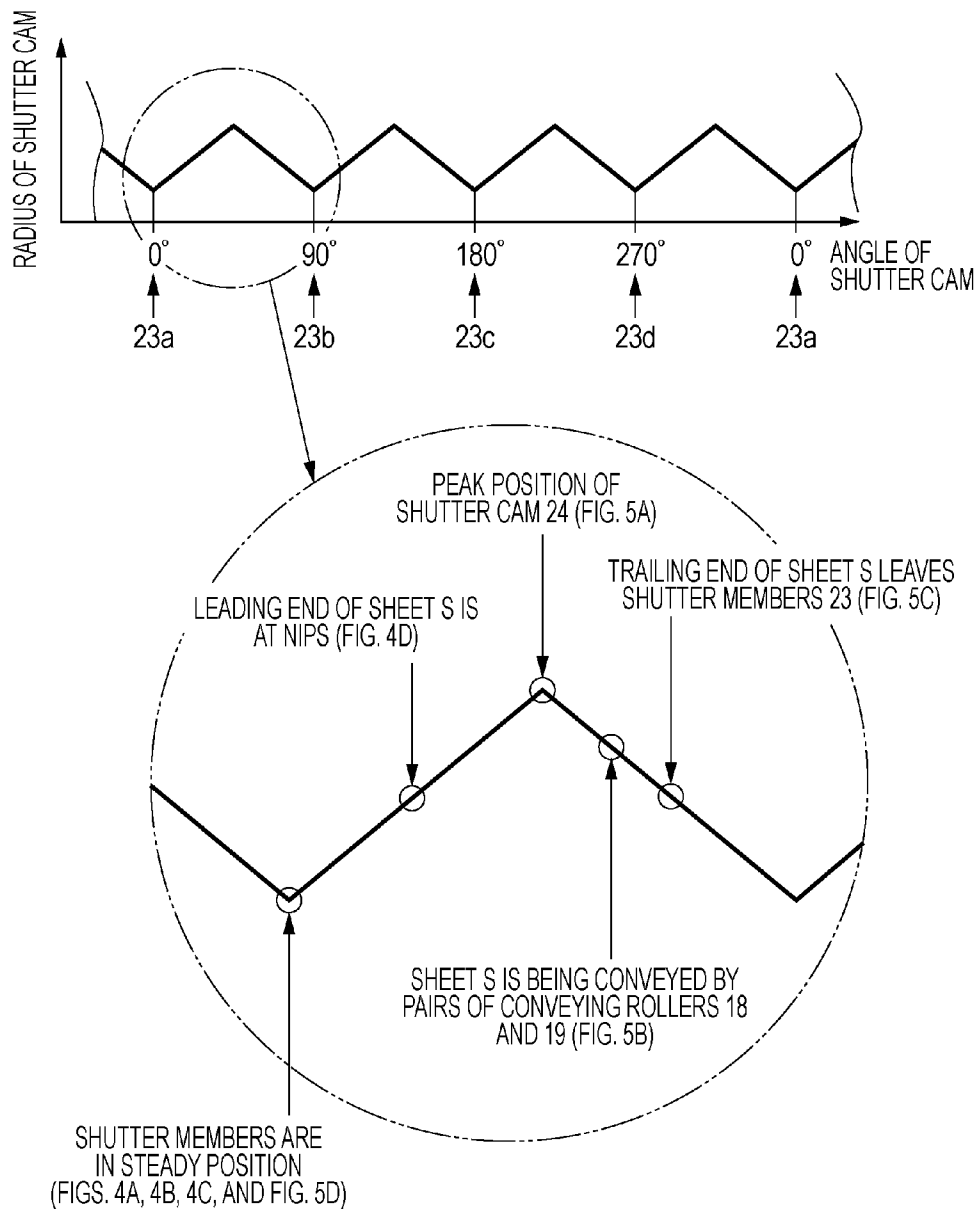 RADIUS OF SHUTTER CAM
0° 90° 180° 270° 0°
ANGLE OF
SHUTTER CAM
23a 23b 23c 23d 23a
PEAK POSITION OF
SHUTTER CAM 24 (FIG. 5A)
TRAILING END OF SHEET S LEAVES
SHUTTER MEMBERS 23 (FIG. 5C)
LEADING END OF SHEET S IS
AT NIPS (FIG. 4D)
SHEET S IS BEING CONVEYED BY
PAIRS OF CONVEYING ROLLERS 18
AND 19 (FIG. 5B)
SHUTTER MEMBERS ARE
IN STEADY POSITION
(FIGS. 4A, 4B, 4C, AND FIG. 5D)